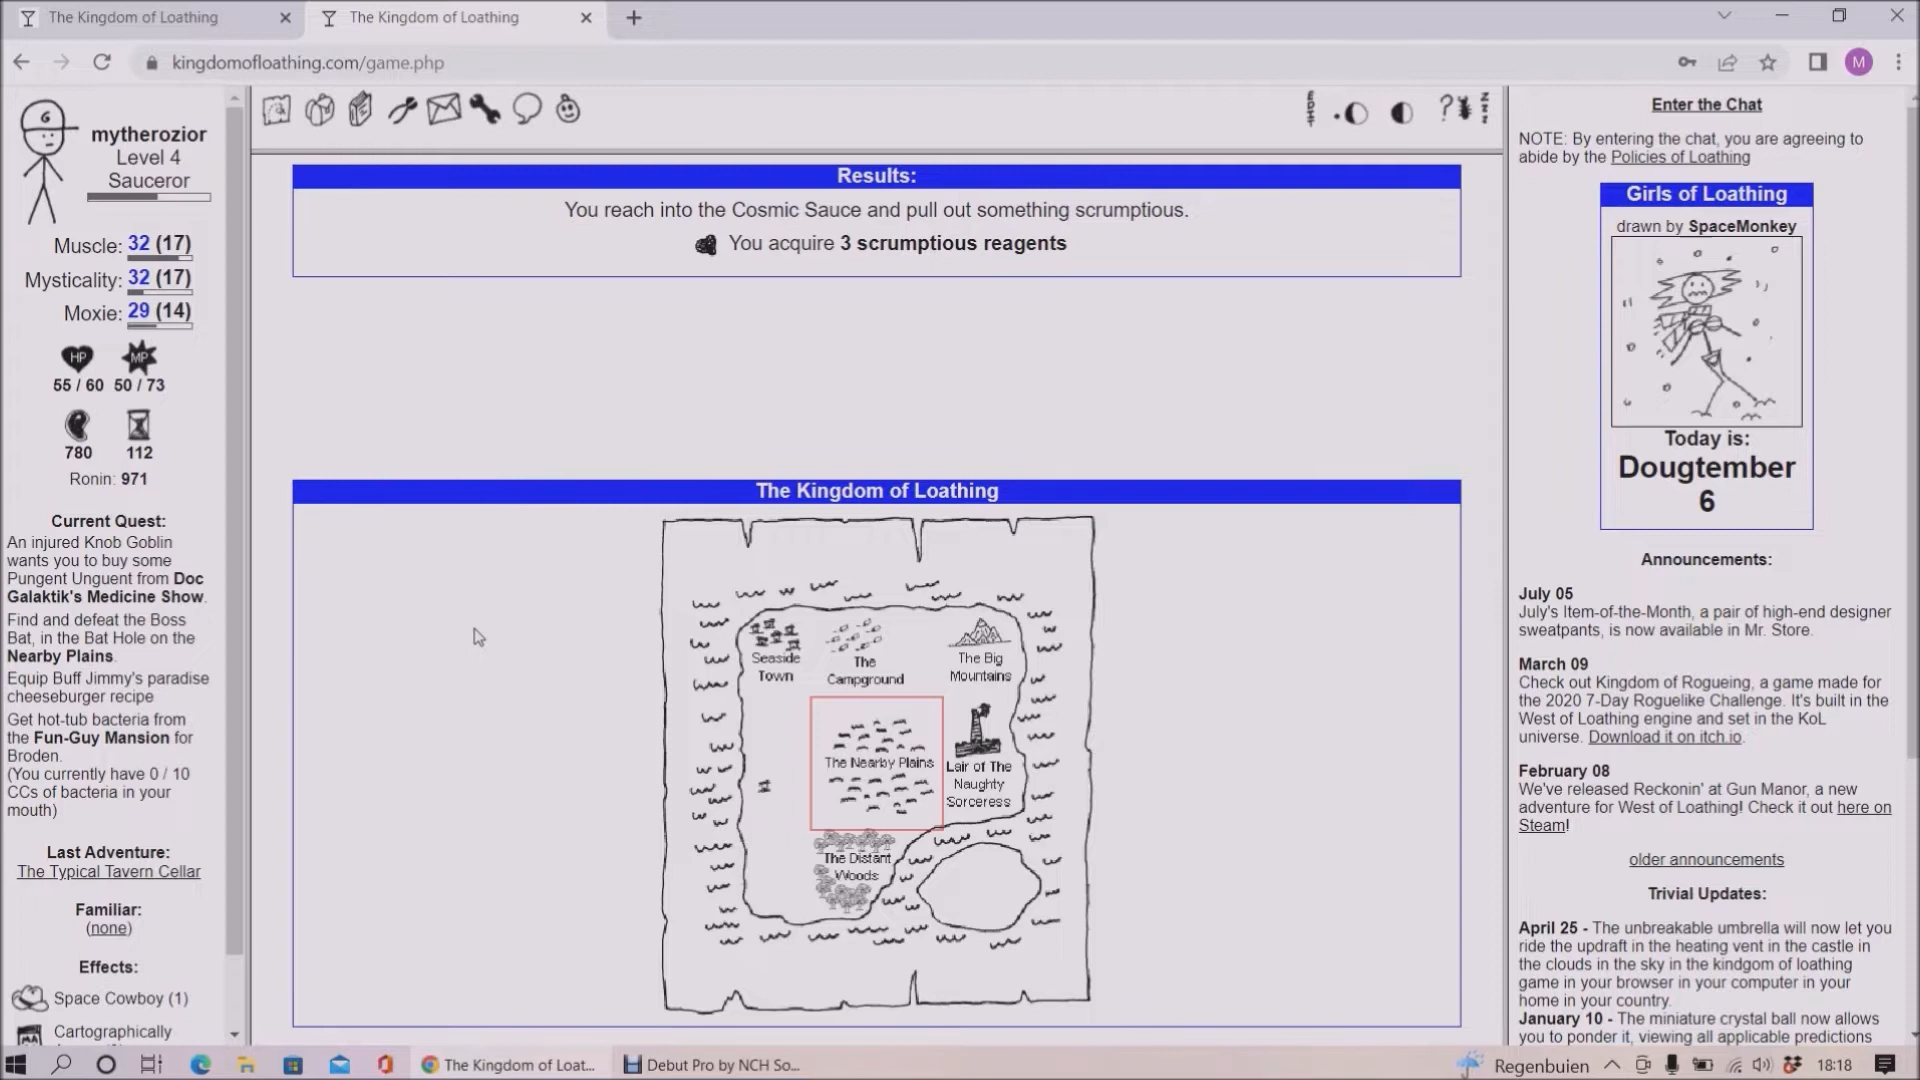 The Kingdom of Loathing
The Kingdom of Loathing
kingdomofloathing.com/game.php
M
mytherozior
Level 4
Sauceror
Muscle: 32 (17)
Mysticality: 32 (17)
Moxie: 29 (14)
HP MP
55 / 60 50 / 73
780 112
Ronin: 971
Current Quest:
An injured Knob Goblin
wants you to buy some
Pungent Unguent from Doc
Galaktik's Medicine Show.
Find and defeat the Boss
Bat, in the Bat Hole on the
Nearby Plains.
Equip Buff Jimmy's paradise
cheeseburger recipe
Get hot-tub bacteria from
the Fun-Guy Mansion for
Broden.
(You currently have 0 / 10
CCs of bacteria in your
mouth)
Last Adventure:
The Typical Tavern Cellar
Familiar:
(none)
Effects:
Space Cowboy (1)
Cartographically
Results:
You reach into the Cosmic Sauce and pull out something scrumptious.
You acquire 3 scrumptious reagents
The Kingdom of Loathing
Seaside
Town
The
Campground
The Big
Mountains
The Nearby Plains
Lair of The
Naughty
Sorceress
The Distant
Woods
Enter the Chat
NOTE: By entering the chat, you are agreeing to
abide by the Policies of Loathing
Girls of Loathing
drawn by SpaceMonkey
Today is:
Dougtember
6
Announcements:
July 05
July's Item-of-the-Month, a pair of high-end designer
sweatpants, is now available in Mr. Store.
March 09
Check out Kingdom of Rogueing, a game made for
the 2020 7-Day Roguelike Challenge. It's built in the
West of Loathing engine and set in the KoL
universe. Download it on itch.io.
February 08
We've released Reckonin' at Gun Manor, a new
adventure for West of Loathing! Check it out here on
Steam!
older announcements
Trivial Updates:
April 25 - The unbreakable umbrella will now let you
ride the updraft in the heating vent in the castle in
the clouds in the sky in the kindgom of loathing
game in your browser in your computer in your
home in your country.
January 10 - The miniature crystal ball now allows
you to ponder it, viewing all applicable predictions
The Kingdom of Loat...
Debut Pro by NCH So...
Regenbuien
18:18